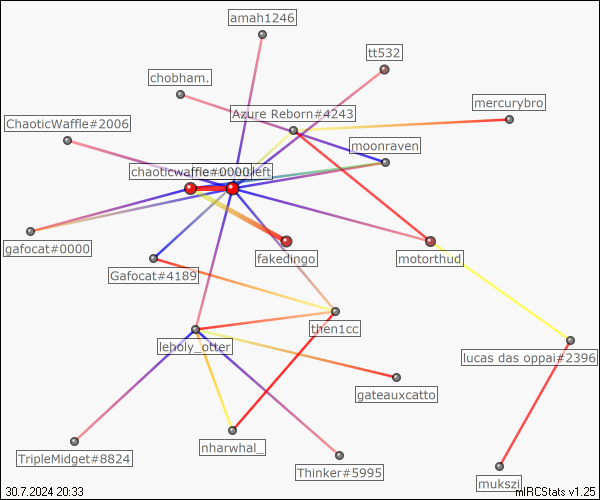 amah1246
tt532
chobham.
mercurybro
Azure Reborn#4243
ChaoticWaffle#2006
moonraven
chaoticwaffle#0000
left
gafocat#0000
fakedingo
motorthud
Gafocat#4189
then1cc
leholy_otter
lucas das oppai#2396
gateauxcatto
nharwhal_
TripleMidget#8824
Thinker#5995
mukszi
30.7.2024 20:33
mIRCStats v1.25